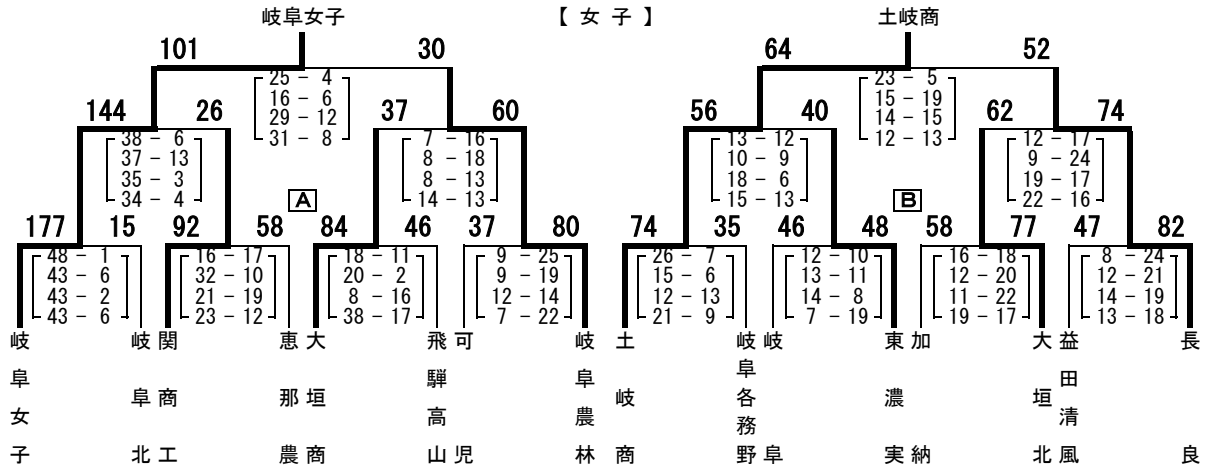 岐阜女子 【 女 子 】 土岐商
101 30 64 52
25 - 4 23 - 5
16 - 6 15 - 19
29 - 12 14 - 15
31 - 8 12 - 13
144 26 37 60 56 40 62 74
38 - 6 7 - 16 13 - 12 12 - 17
37 - 13 8 - 18 10 - 9 9 - 24
35 - 3 8 - 13 18 - 6 19 - 17
34 - 4 14 - 13 15 - 13 22 - 16
A B
177 15 92 58 84 46 37 80 74 35 46 48 58 77 47 82
48 - 1 16 - 17 18 - 11 9 - 25 26 - 7 12 - 10 16 - 18 8 - 24
43 - 6 32 - 10 20 - 2 9 - 19 15 - 6 13 - 11 12 - 20 12 - 21
43 - 2 21 - 19 8 - 16 12 - 14 12 - 13 14 - 8 11 - 22 14 - 19
43 - 6 23 - 12 38 - 17 7 - 22 21 - 9 7 - 19 19 - 17 13 - 18
岐阜女子
岐阜北
関商工
恵那農
大垣商
飛騨高山
可児
岐阜農林
土岐商
岐阜各務野
岐阜
東濃実
加納
大垣北
益田清風
長良